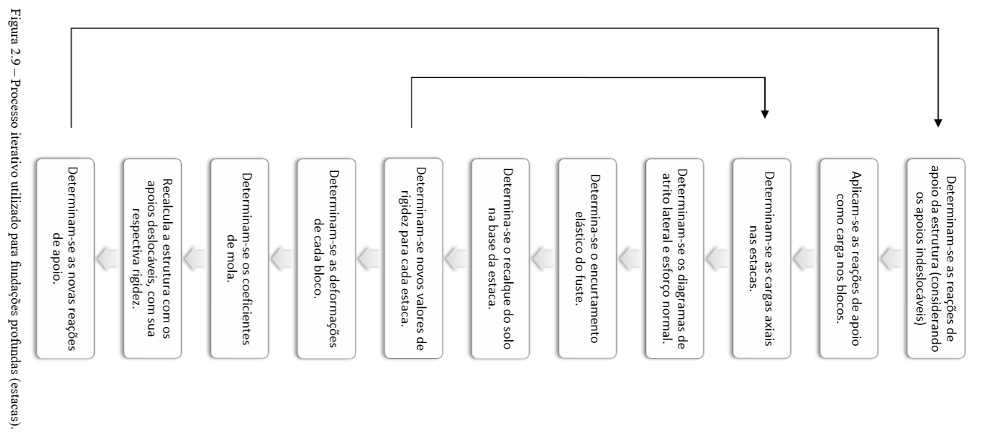 Determinam-se as reações de
apoio da estrutura (considerando
os apoios indeslocáveis)
Aplicam-se as reações de apoio
como carga nos blocos.
Determinam-se as cargas axiais
nas estacas.
Determinam-se os diagramas de
atrito lateral e esforço normal.
Determina-se o encurtamento
elástico do fuste.
Determina-se o recalque do solo
na base da estaca.
Determinam-se novos valores de
rigidez para cada estaca.
Determinam-se as deformações
de cada bloco.
Determinam-se os coeficientes
de mola.
Recalcula a estrutura com os
apoios deslocáveis, com sua
respectiva rigidez.
Determinam-se as novas reações
de apoio.
Figura 2.9 – Processo iterativo utilizado para fundações profundas (estacas).